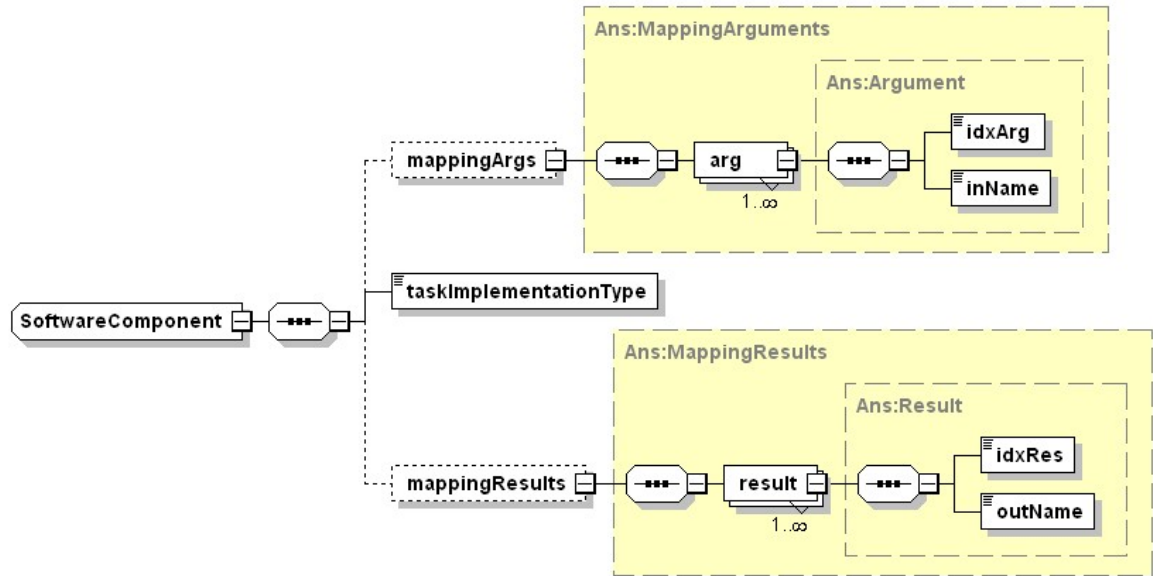 Ans:MappingArguments
Ans:Argument
idxArg
mappingArgs
arg
inName
1..∞
taskImplementationType
SoftwareComponent
Ans:MappingResults
Ans:Result
idxRes
mappingResults
result
outName
1..∞